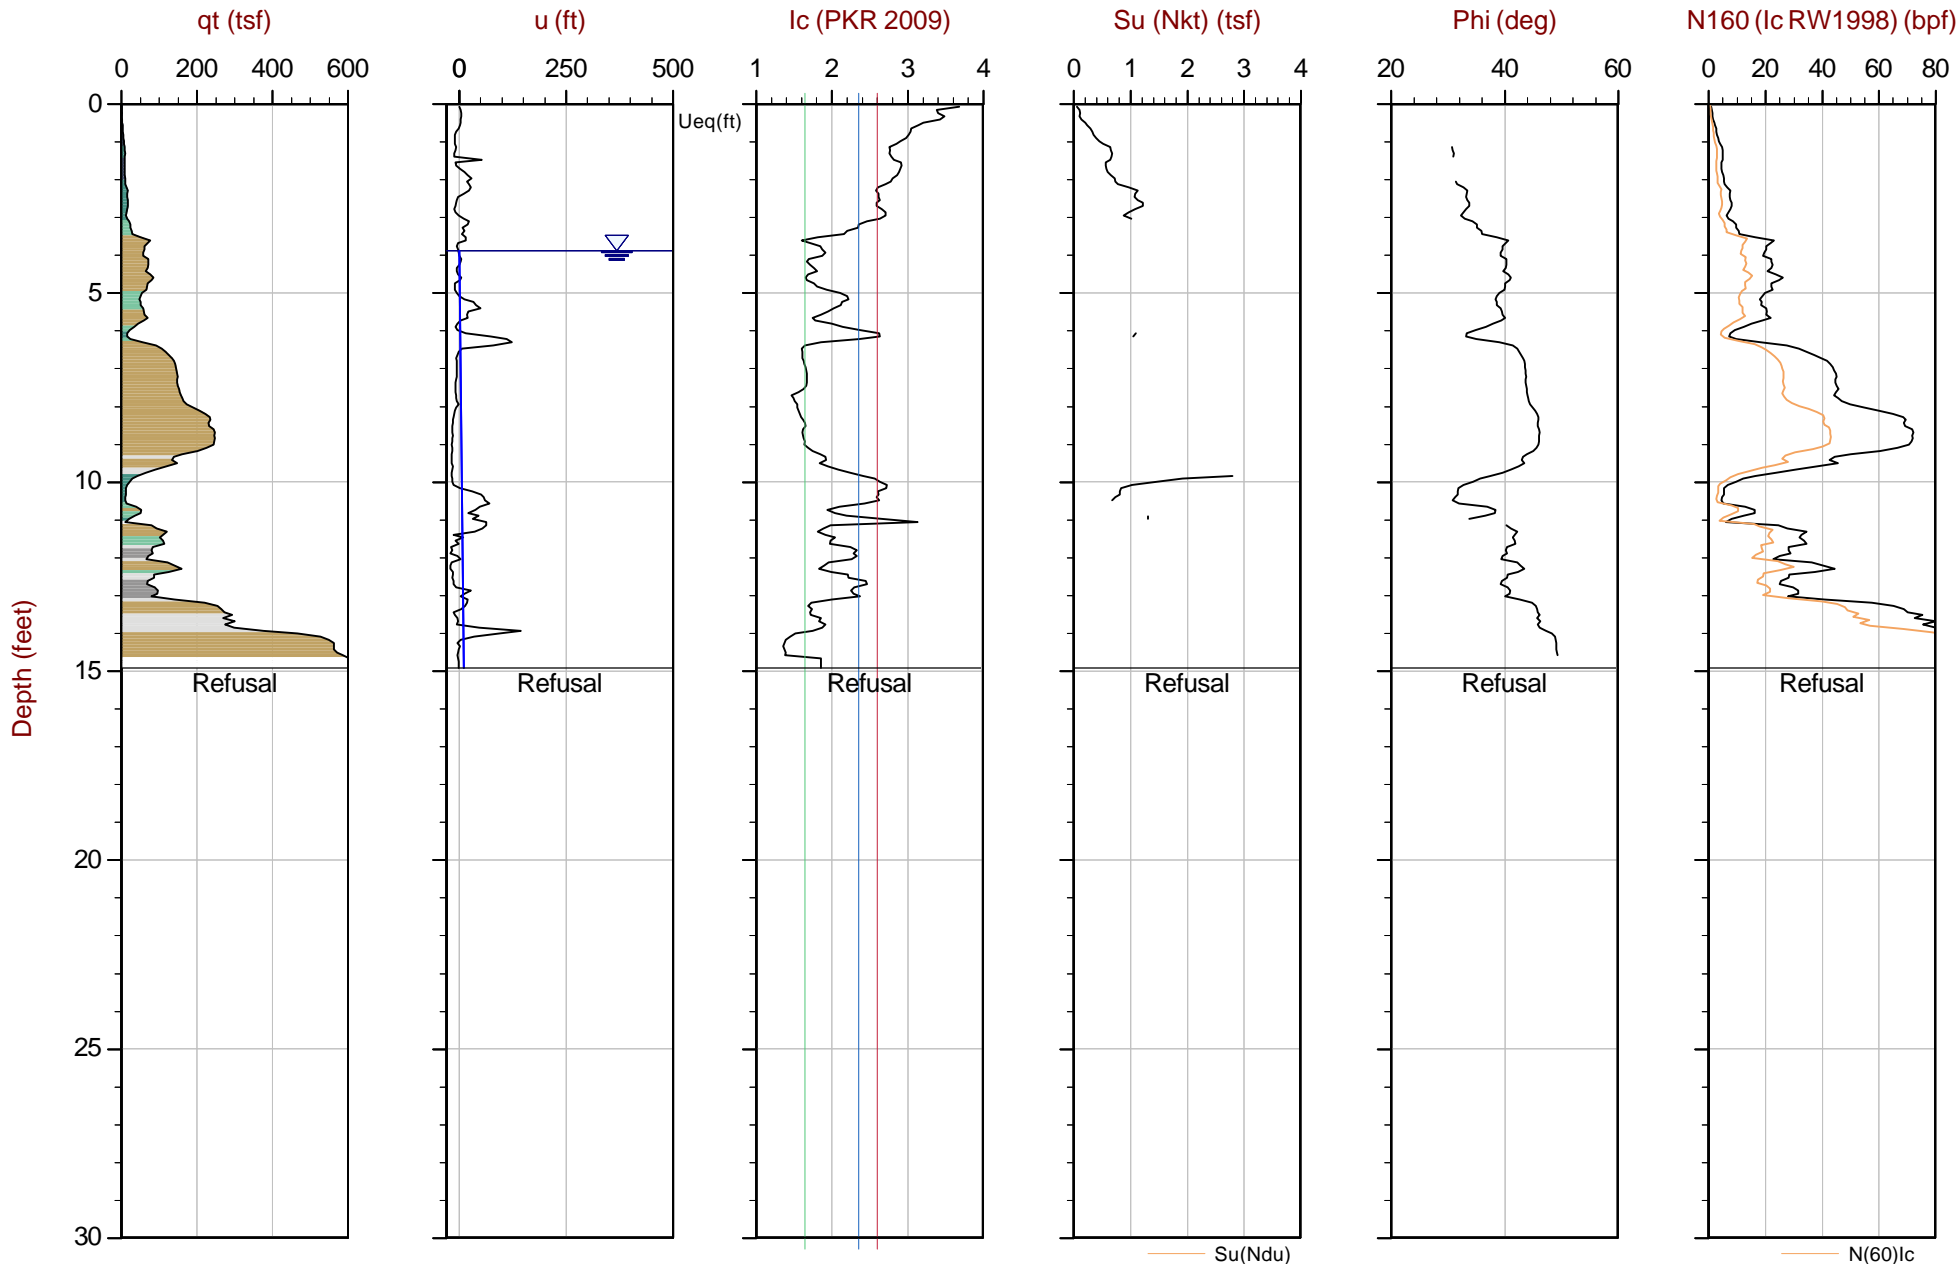 qt (tsf) u (ft) Ic (PKR 2009) Su (Nkt) (tsf) Phi (deg) N160 (Ic RW1998) (bpf)
0 200 400 600 0 250 500 1 2 3 4 0 1 2 3 4 20 40 60 0 20 40 60 80
0
Ueq(ft)
5
10
15
Refusal Refusal Refusal Refusal Refusal Refusal
Depth (feet)
20
25
30
Su(Ndu) N(60)Ic